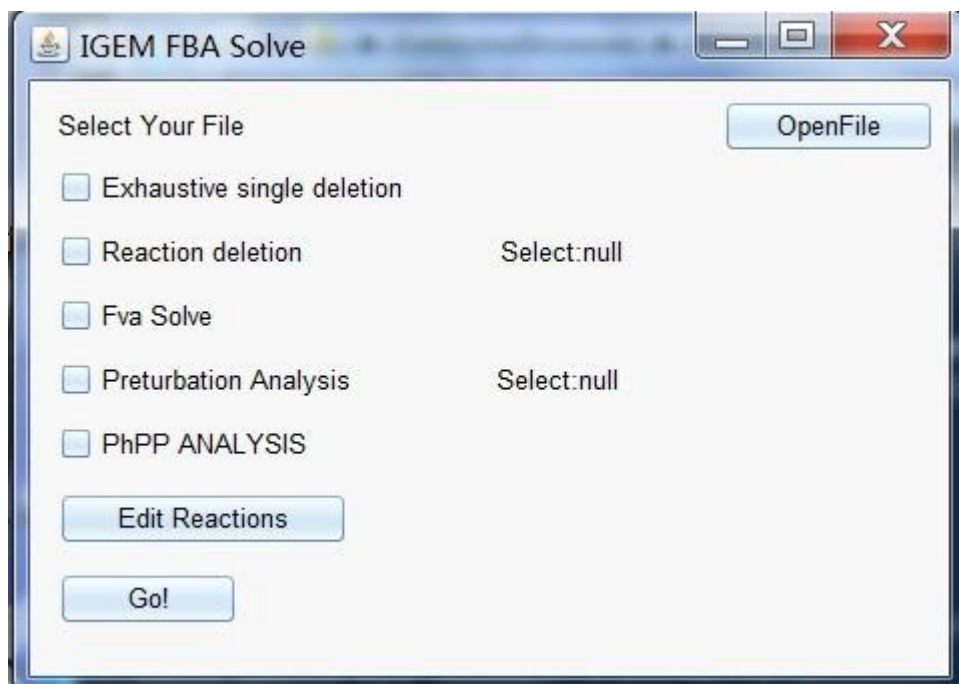 IGEM FBA Solve
Select Your File OpenFile
Exhaustive single deletion
Reaction deletion Select:null
Fva Solve
Preturbation Analysis Select:null
PhPP ANALYSIS
Edit Reactions
Go!